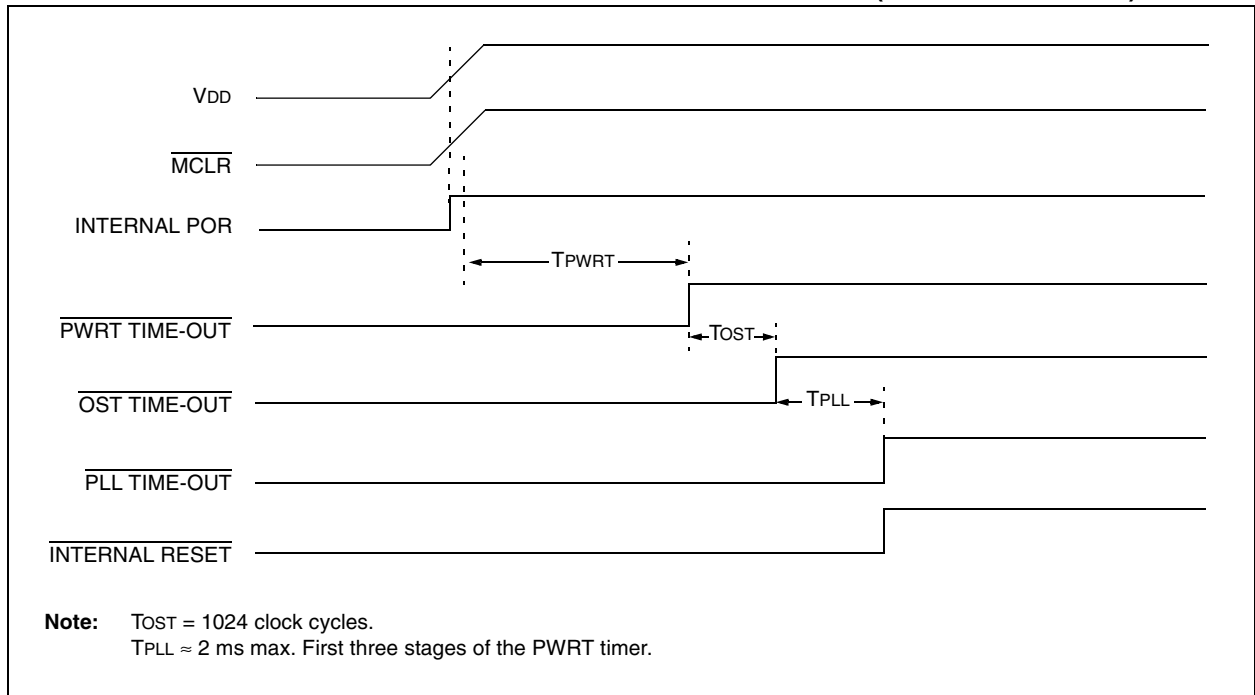 VDD
MCLR
INTERNAL POR
TPWRT
PWRT TIME-OUT
TOST
OST TIME-OUT
TPLL
PLL TIME-OUT
INTERNAL RESET
Note: TOST = 1024 clock cycles.
TPLL ≈ 2 ms max. First three stages of the PWRT timer.